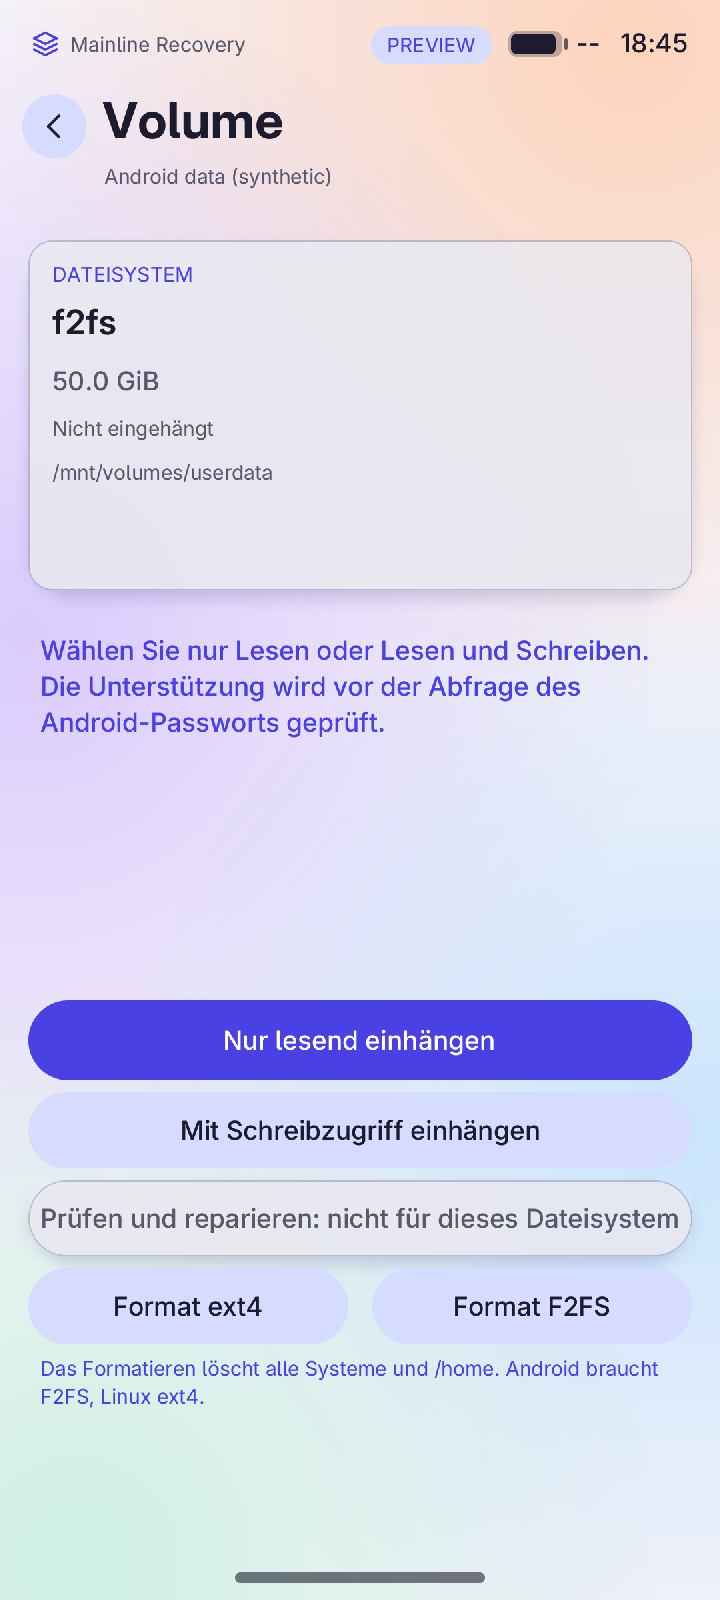 Mainline Recovery
PREVIEW
-- 18:45
Volume
Android data (synthetic)
DATEISYSTEM
f2fs
50.0 GiB
Nicht eingehängt
/mnt/volumes/userdata
Wählen Sie nur Lesen oder Lesen und Schreiben.
Die Unterstützung wird vor der Abfrage des
Android-Passworts geprüft.
Nur lesend einhängen
Mit Schreibzugriff einhängen
Prüfen und reparieren: nicht für dieses Dateisystem
Format ext4
Format F2FS
Das Formatieren löscht alle Systeme und /home. Android braucht
F2FS, Linux ext4.